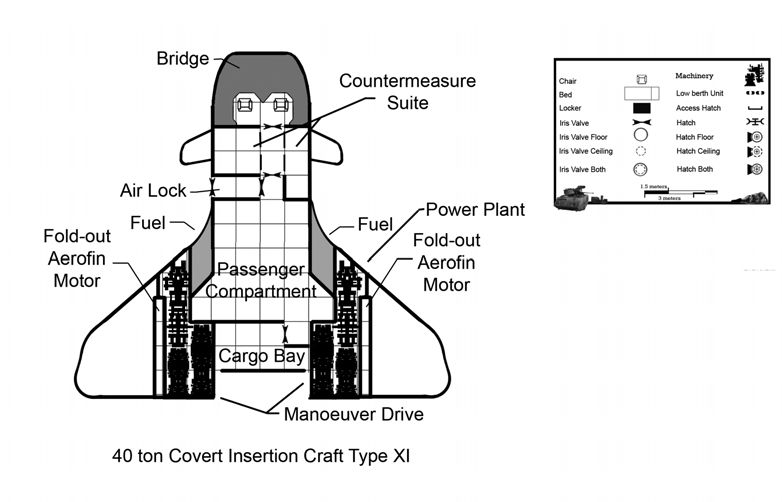 Bridge
Countermeasure
Suite
Air Lock
Fuel
Fuel
Power Plant
Fold-out
Aerofin
Motor
Fold-out
Aerofin
Motor
Passenger
Compartment
Cargo Bay
Manoeuver Drive
40 ton Covert Insertion Craft Type XI
Chair
Machinery
Bed
Low berth Unit
Locker
Access Hatch
Iris Valve
Hatch
Iris Valve Floor
Hatch Floor
Iris Valve Ceiling
Hatch Ceiling
Iris Valve Both
Hatch Both
1.5 meters
3 meters